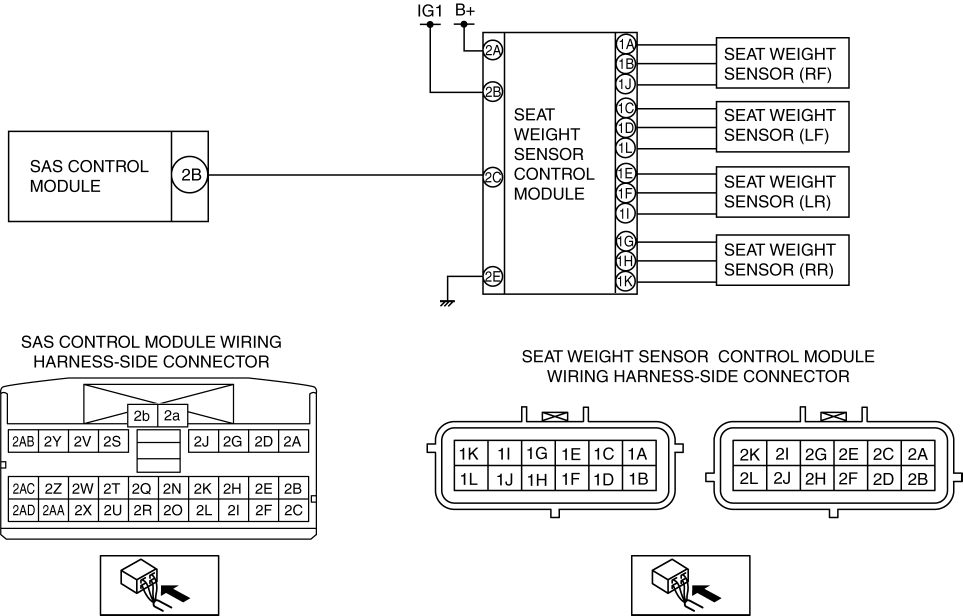 IG1 B+
2A
2B
2C
2E
SAS CONTROL
MODULE
2B
SEAT
WEIGHT
SENSOR
CONTROL
MODULE
1A
1B
1J
1C
1D
1L
1E
1F
1I
1G
1H
1K
SEAT WEIGHT
SENSOR (RF)
SEAT WEIGHT
SENSOR (LF)
SEAT WEIGHT
SENSOR (LR)
SEAT WEIGHT
SENSOR (RR)
SAS CONTROL MODULE WIRING
HARNESS-SIDE CONNECTOR
2b 2a
2AB 2Y 2V 2S 2J 2G 2D 2A
2AC 2Z 2W 2T 2Q 2N 2K 2H 2E 2B
2AD 2AA 2X 2U 2R 2O 2L 2I 2F 2C
SEAT WEIGHT SENSOR CONTROL MODULE
WIRING HARNESS-SIDE CONNECTOR
1K 1I 1G 1E 1C 1A
1L 1J 1H 1F 1D 1B
2K 2I 2G 2E 2C 2A
2L 2J 2H 2F 2D 2B